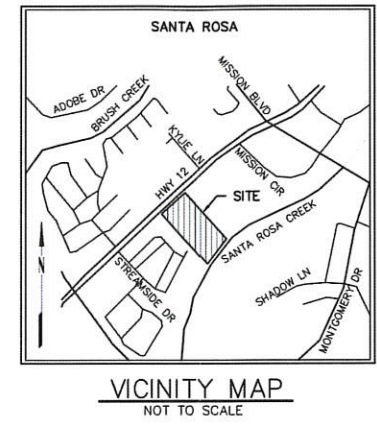 SANTA ROSA
ADOBE DR
BRUSH CREEK
MISSION BLVD
KYLIE LN
MISSION CIR
HWY 12
SITE
SANTA ROSA CREEK
STREAMSIDE DR
SHADOW LN
MONTGOMERY DR
N
VICINITY MAP
NOT TO SCALE